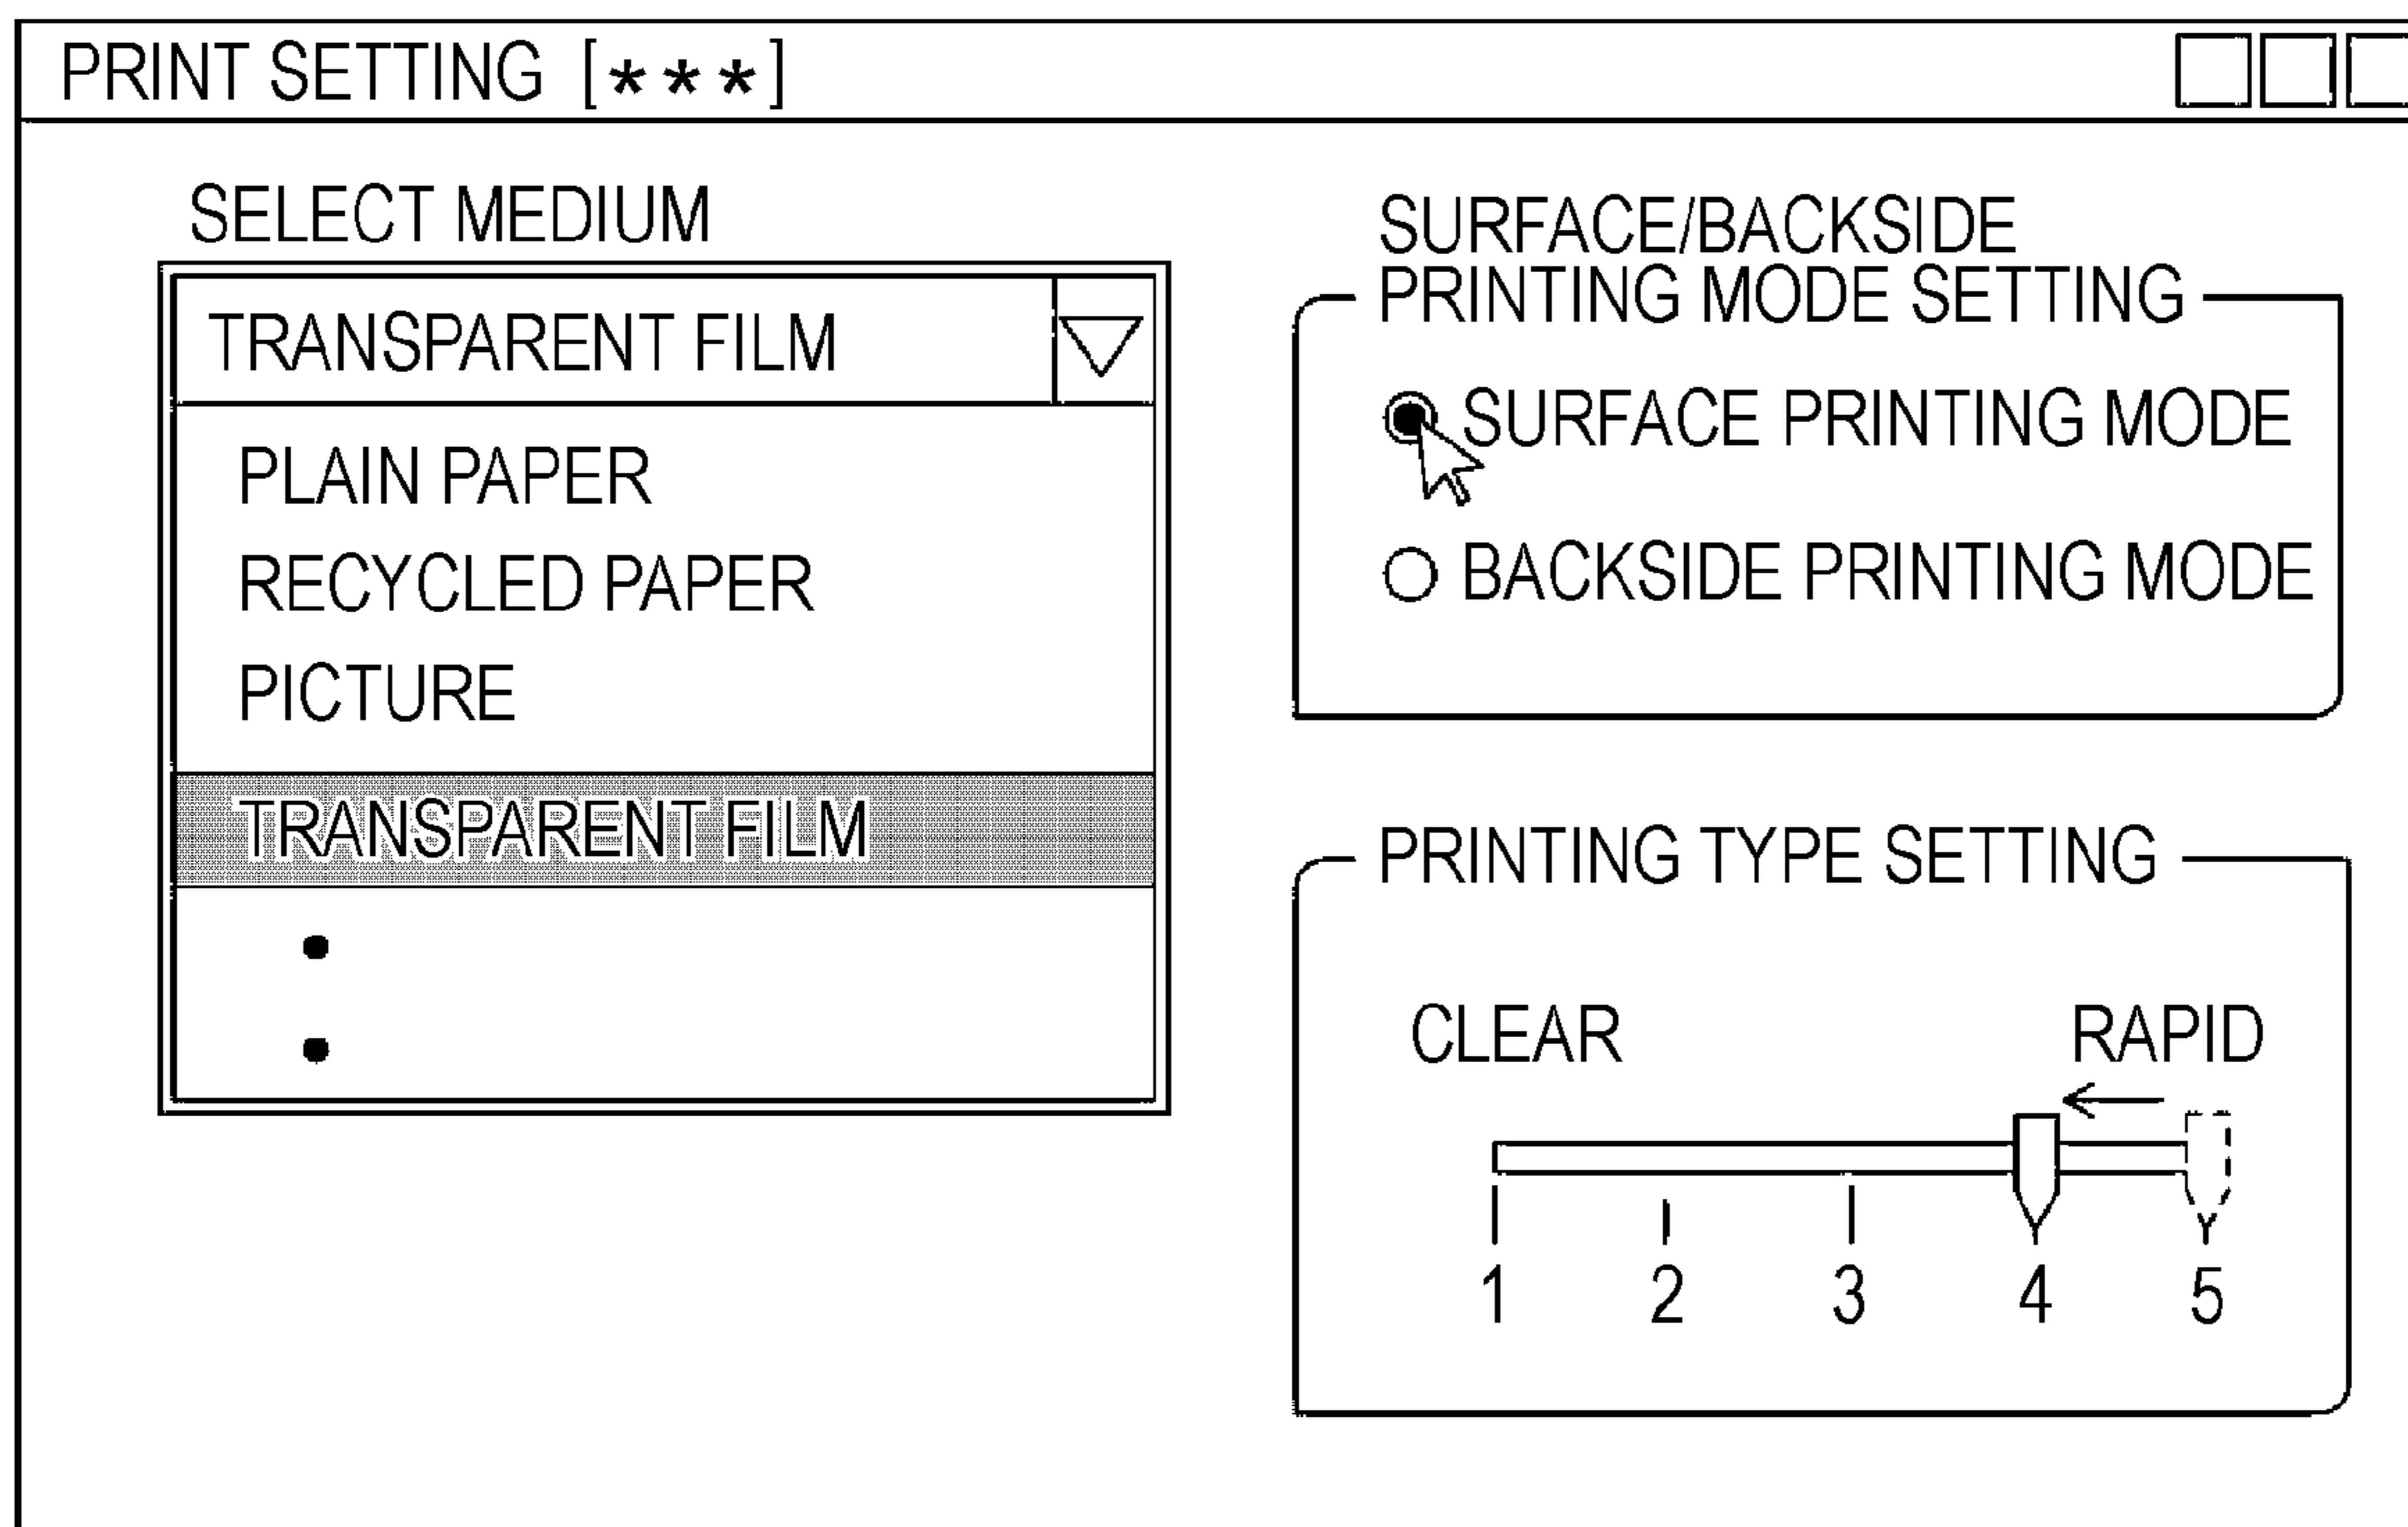 PRINT SETTING [***]
SELECT MEDIUM
TRANSPARENT FILM
PLAIN PAPER
RECYCLED PAPER
PICTURE
TRANSPARENT FILM
SURFACE/BACKSIDE
PRINTING MODE SETTING
SURFACE PRINTING MODE
BACKSIDE PRINTING MODE
PRINTING TYPE SETTING
CLEAR RAPID
1 2 3 4 5